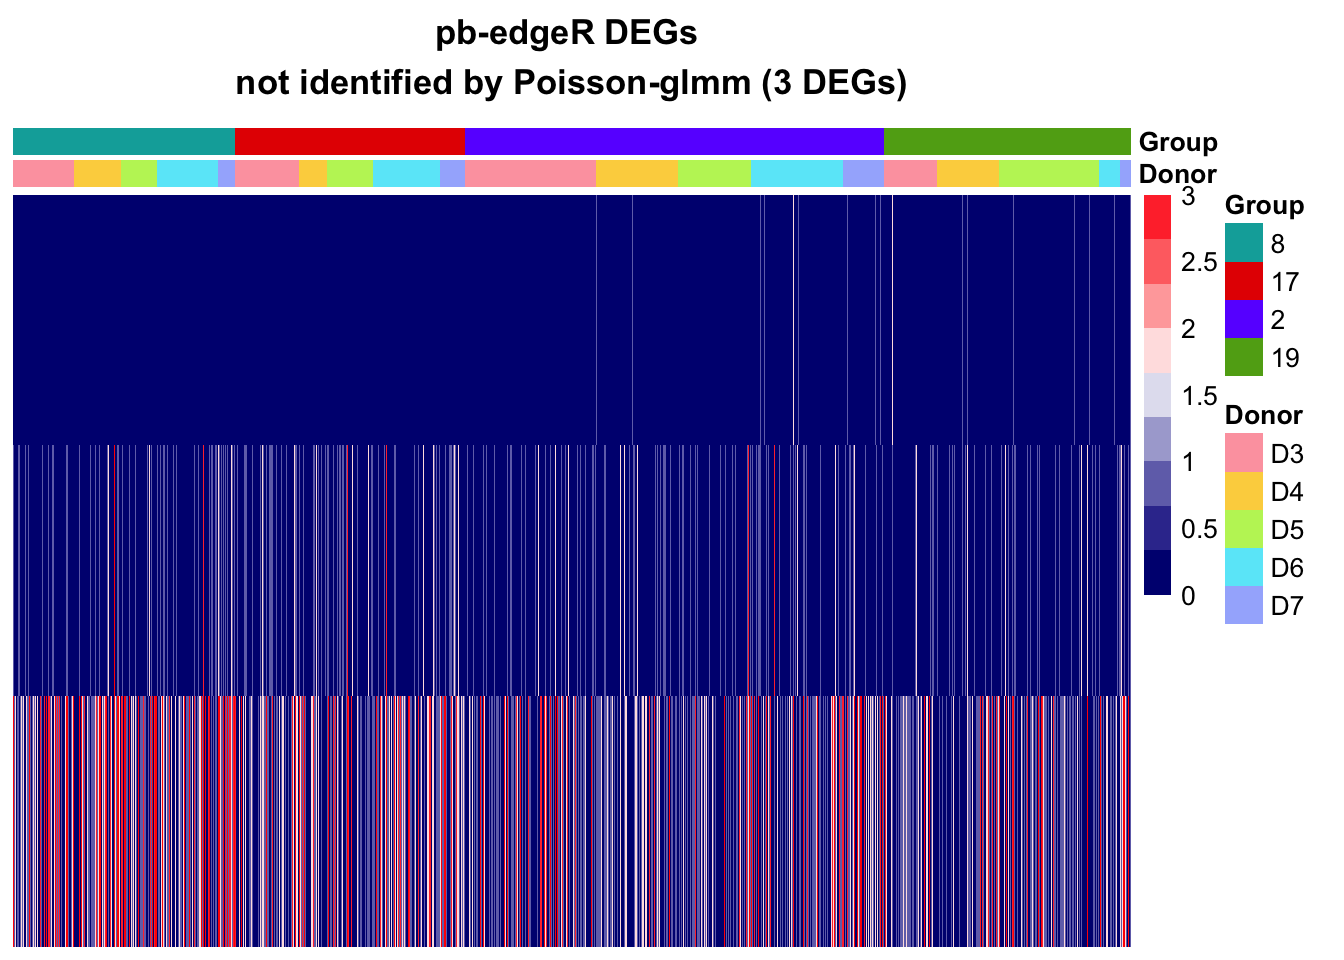 pb-edgeR DEGs
not identified by Poisson-glmm (3 DEGs)
Group
Donor
3
2.5
2
1.5
1
0.5
0
Group
8
17
2
19
Donor
D3
D4
D5
D6
D7